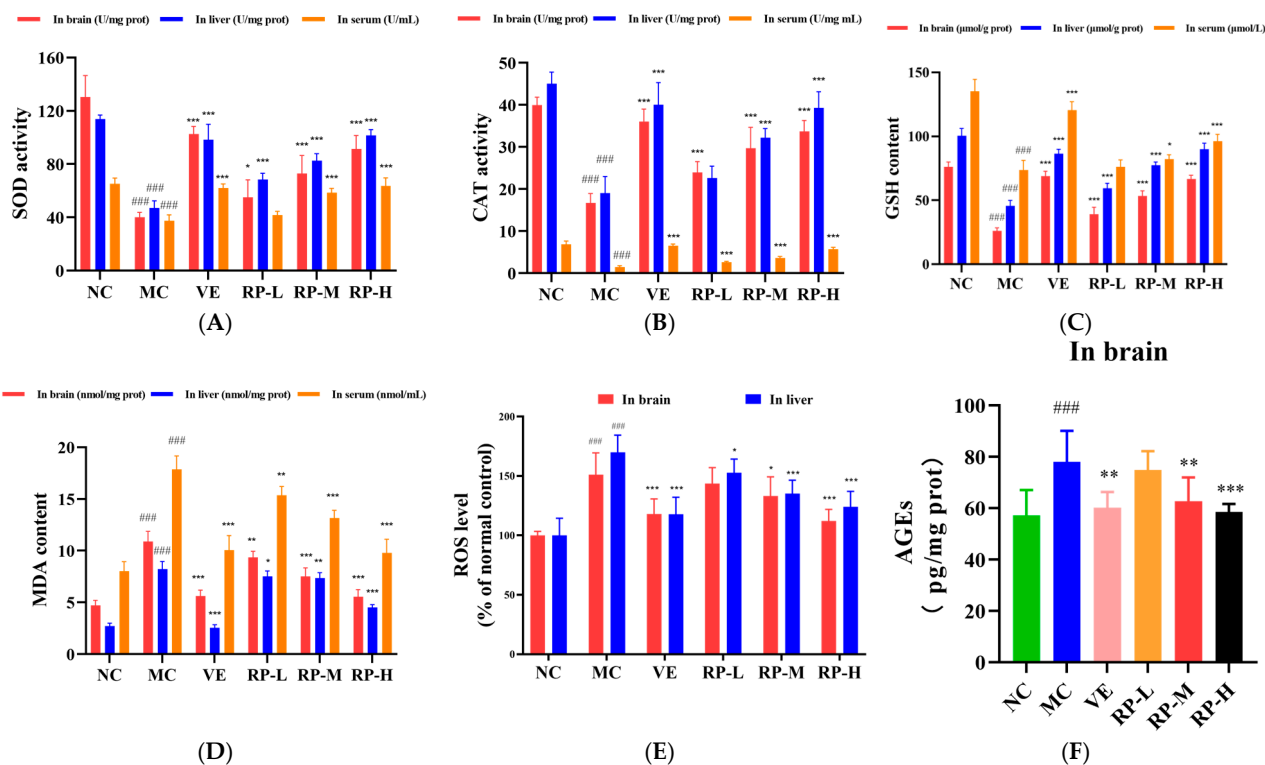 In brain (U/mg prot) In liver (U/mg prot) In serum (U/mL)
SOD activity
160
120
80
40
0
*** *** *** * *** *** *** *** *** *** ***
### ### ###
NC MC VE RP-L RP-M RP-H
(A)
In brain (U/mg prot) In liver (U/mg prot) In serum (U/mg mL)
CAT activity
50
40
30
20
10
0
### ### ### *** *** *** *** *** *** *** *** *** *** ***
NC MC VE RP-L RP-M RP-H
(B)
In brain (μmol/g prot) In liver (μmol/g prot) In serum (μmol/L)
GSH content
150
100
50
0
### ### ### *** *** *** *** *** *** *** * *** *** ***
NC MC VE RP-L RP-M RP-H
(C)
In brain (nmol/mg prot) In liver (nmol/mg prot) In serum (nmol/mL)
MDA content
20
15
10
5
0
### ### ### *** *** *** ** * ** *** ** *** *** *** ***
NC MC VE RP-L RP-M RP-H
(D)
In brain In liver
ROS level
(% of normal control)
200
150
100
50
0
### ### *** *** * * *** *** ***
NC MC VE RP-L RP-M RP-H
(E)
In brain
AGEs
( pg/mg prot)
100
80
60
40
20
0
### ** ** ***
NC MC VE RP-L RP-M RP-H
(F)